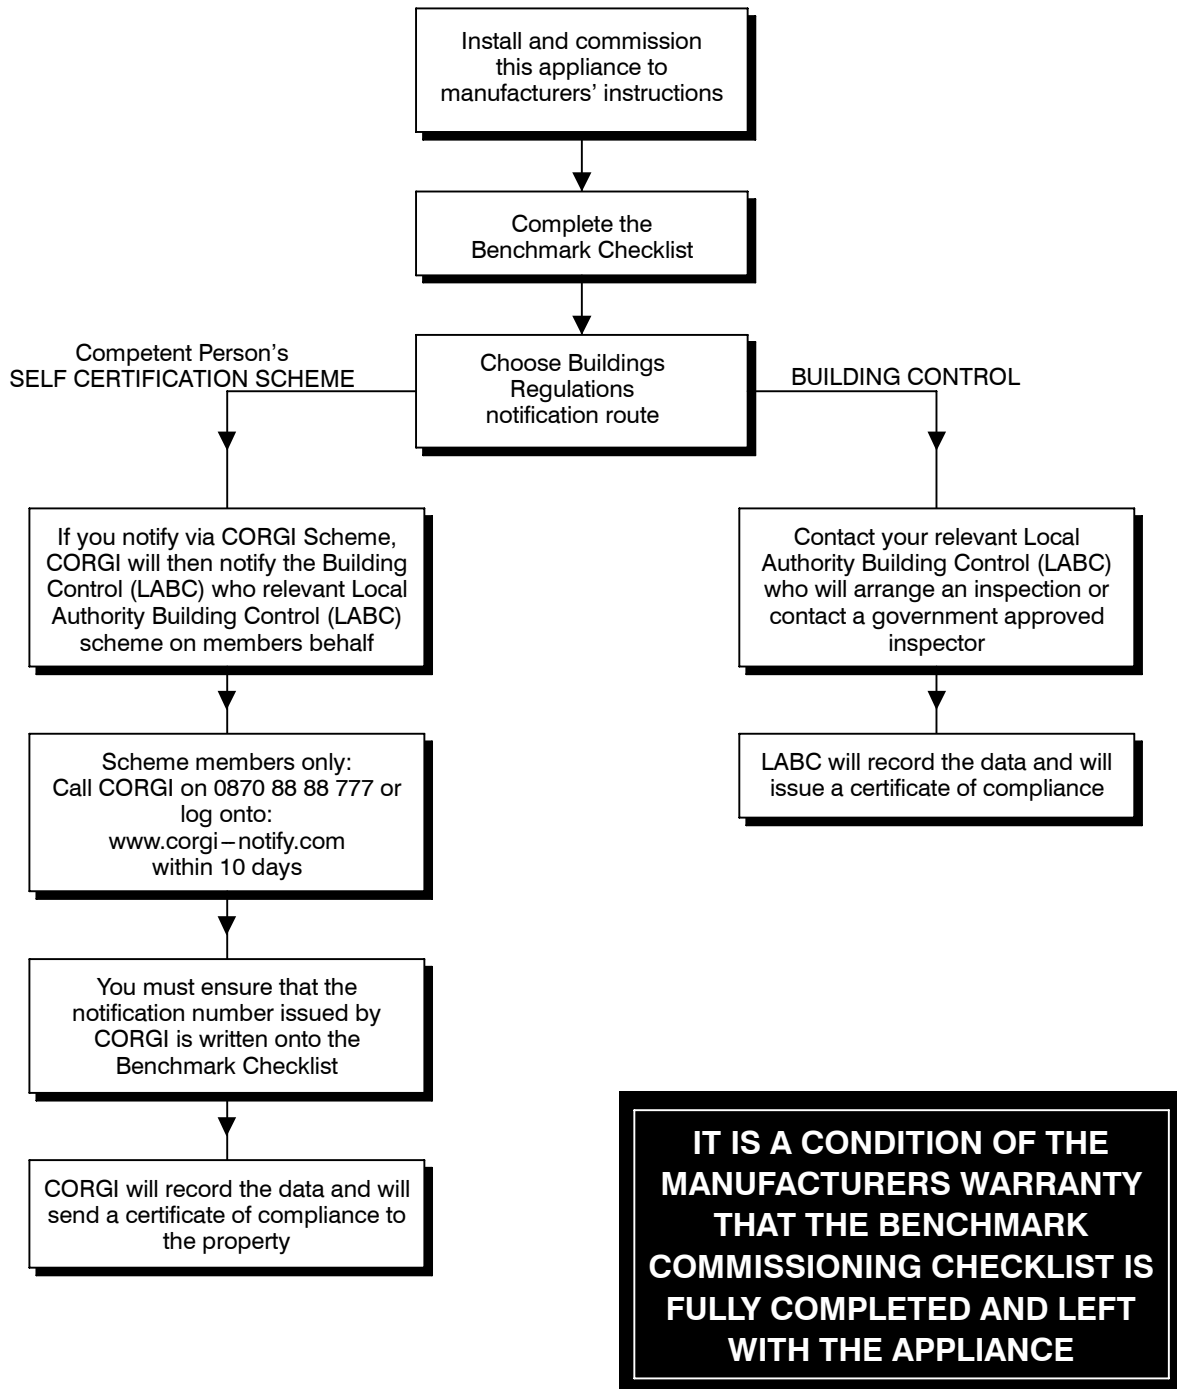 Install and commission
this appliance to
manufacturers’ instructions
Complete the
Benchmark Checklist
Choose Buildings
Regulations
notification route
Competent Person’s
SELF CERTIFICATION SCHEME
BUILDING CONTROL
If you notify via CORGI Scheme,
CORGI will then notify the Building
Control (LABC) who relevant Local
Authority Building Control (LABC)
scheme on members behalf
Scheme members only:
Call CORGI on 0870 88 88 777 or
log onto:
www.corgi–notify.com
within 10 days
You must ensure that the
notification number issued by
CORGI is written onto the
Benchmark Checklist
CORGI will record the data and will
send a certificate of compliance to
the property
Contact your relevant Local
Authority Building Control (LABC)
who will arrange an inspection or
contact a government approved
inspector
LABC will record the data and will
issue a certificate of compliance
IT IS A CONDITION OF THE
MANUFACTURERS WARRANTY
THAT THE BENCHMARK
COMMISSIONING CHECKLIST IS
FULLY COMPLETED AND LEFT
WITH THE APPLIANCE